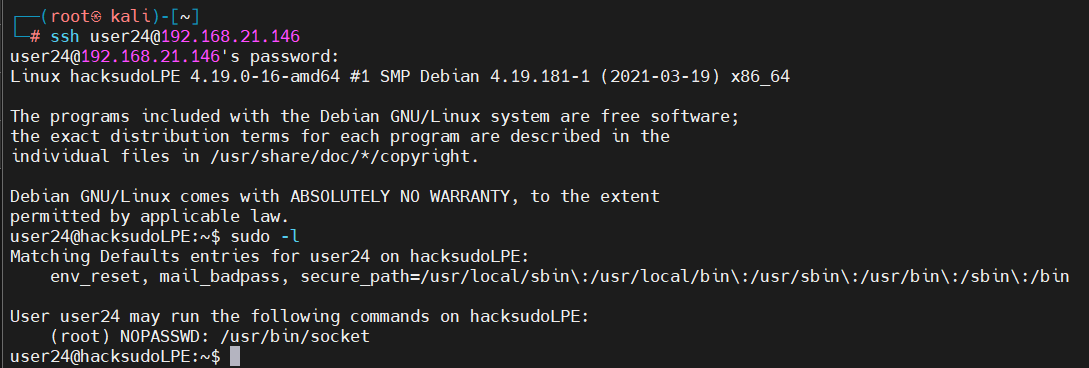 ┌──(root㉿ kali)-[~]
└─# ssh user24@192.168.21.146
user24@192.168.21.146's password:
Linux hacksudoLPE 4.19.0-16-amd64 #1 SMP Debian 4.19.181-1 (2021-03-19) x86_64

The programs included with the Debian GNU/Linux system are free software;
the exact distribution terms for each program are described in the
individual files in /usr/share/doc/*/copyright.

Debian GNU/Linux comes with ABSOLUTELY NO WARRANTY, to the extent
permitted by applicable law.
user24@hacksudoLPE:~$ sudo -l
Matching Defaults entries for user24 on hacksudoLPE:
    env_reset, mail_badpass, secure_path=/usr/local/sbin\:/usr/local/bin\:/usr/sbin\:/usr/bin\:/sbin\:/bin

User user24 may run the following commands on hacksudoLPE:
    (root) NOPASSWD: /usr/bin/socket
user24@hacksudoLPE:~$